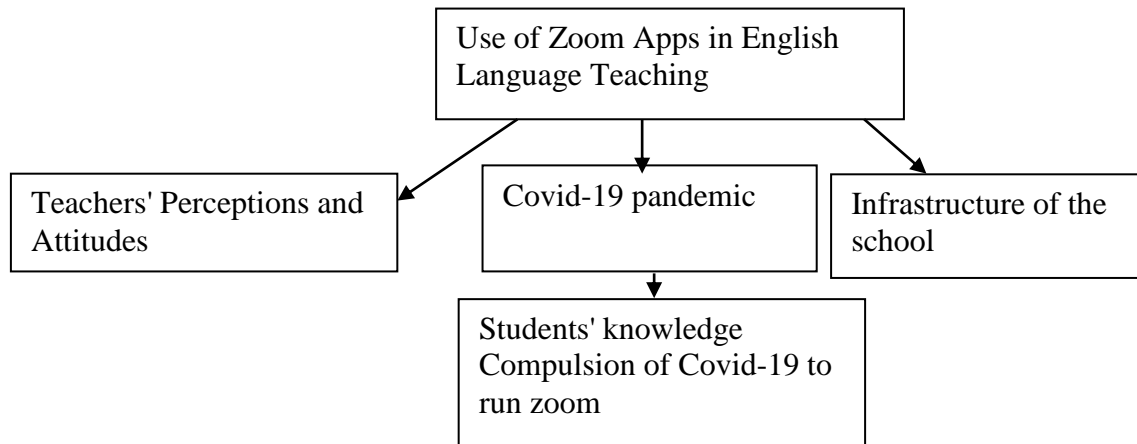 Use of Zoom Apps in English
Language Teaching
Teachers' Perceptions and
Attitudes
Covid-19 pandemic
Infrastructure of the
school
Students' knowledge
Compulsion of Covid-19 to
run zoom